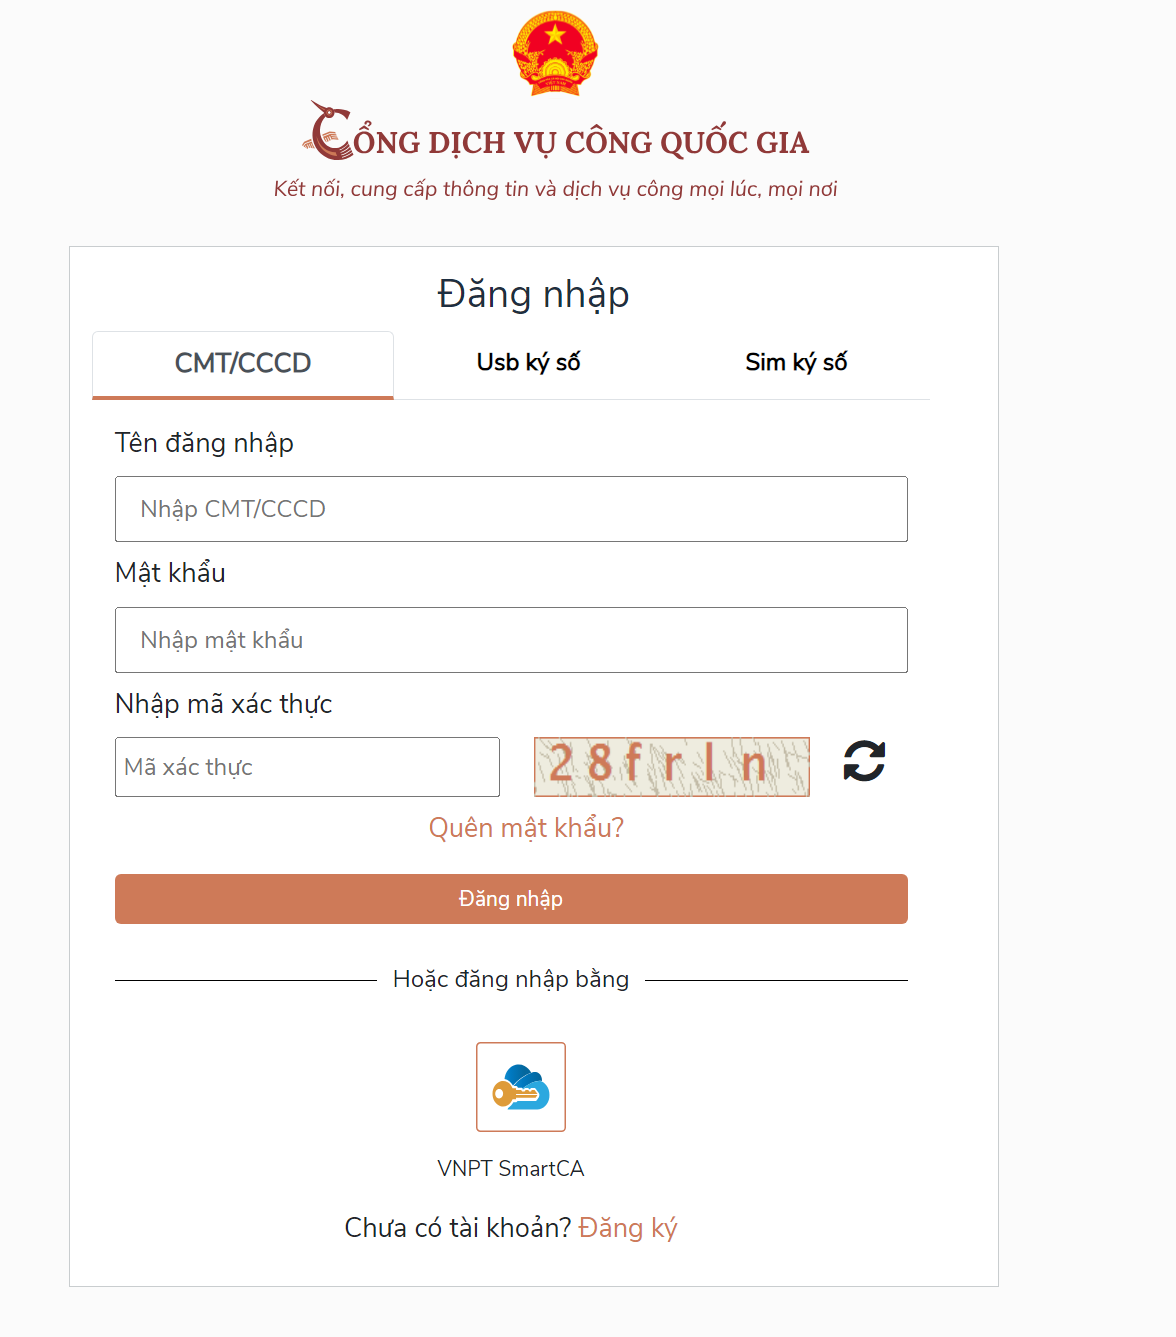 CỔNG DỊCH VỤ CÔNG QUỐC GIA
Kết nối, cung cấp thông tin và dịch vụ công mọi lúc, mọi nơi
Đăng nhập
CMT/CCCD Usb ký số Sim ký số
Tên đăng nhập
Nhập CMT/CCCD
Mật khẩu
Nhập mật khẩu
Nhập mã xác thực
Mã xác thực 28frln
Quên mật khẩu?
Đăng nhập
Hoặc đăng nhập bằng
VNPT SmartCA
Chưa có tài khoản? Đăng ký